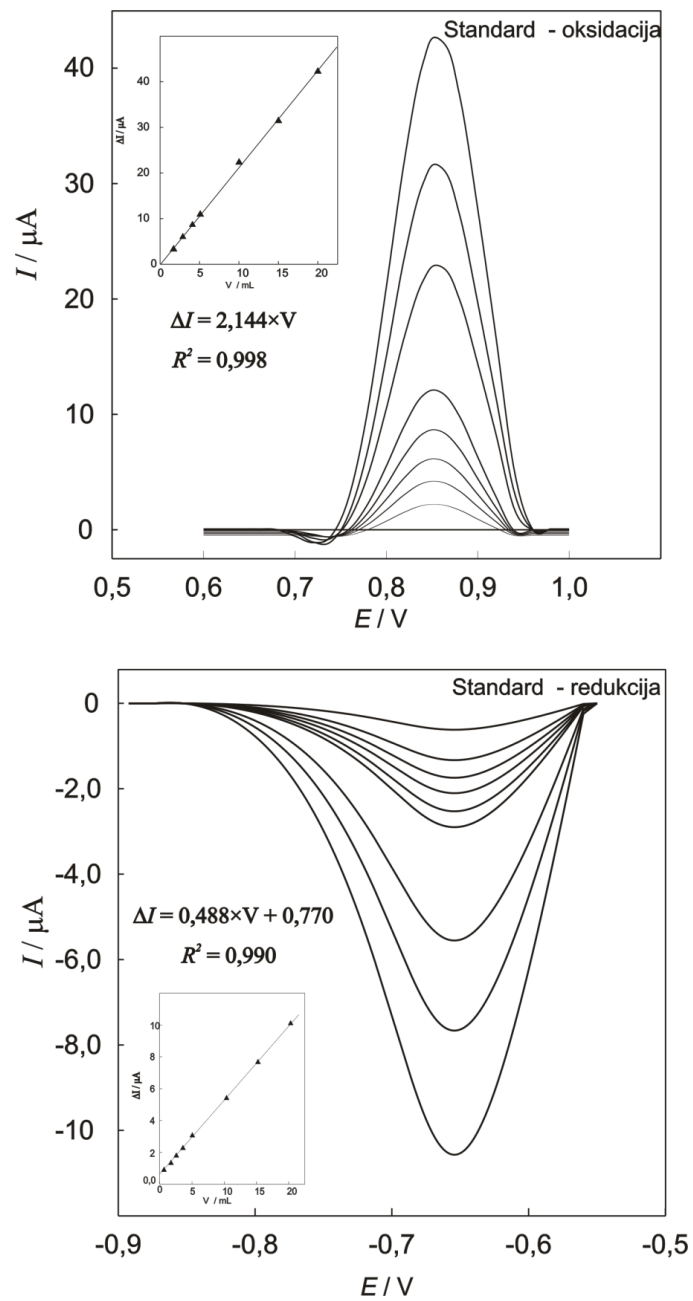 Standard - oksidacija
40
30
20
10
0
I / μA
0,5 0,6 0,7 0,8 0,9 1,0
E / V
40
30
20
10
0
ΔI / μA
0 5 10 15 20
V / mL
ΔI = 2,144×V
R² = 0,998
Standard - redukcija
0
-2,0
-4,0
-6,0
-8,0
-10
I / μA
ΔI = 0,488×V + 0,770
R² = 0,990
10
8
6
4
2
0,0
ΔI / μA
5 10 15 20
V / mL
-0,9 -0,8 -0,7 -0,6 -0,5
E / V